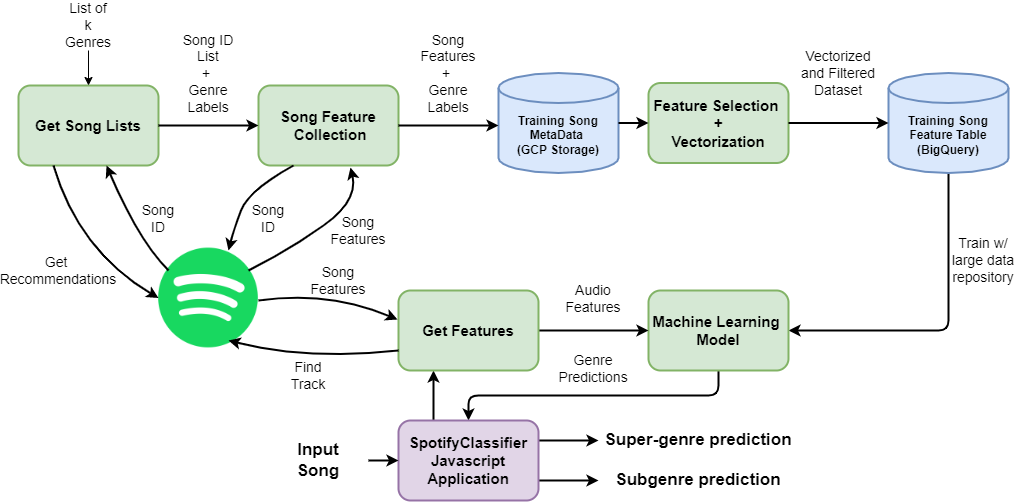 List of
k
Genres
Song ID
List
+
Genre
Labels
Song
Features
+
Genre
Labels
Vectorized
and Filtered
Dataset
Get Song Lists
Song Feature
Collection
Training Song
MetaData
(GCP Storage)
Feature Selection
+
Vectorization
Training Song
Feature Table
(BigQuery)
Song
ID
Song
ID
Song
Features
Get
Recommendations
Song
Features
Train w/
large data
repository
Get Features
Audio
Features
Machine Learning
Model
Find
Track
Genre
Predictions
Input
Song
SpotifyClassifier
Javascript
Application
Super-genre prediction
Subgenre prediction